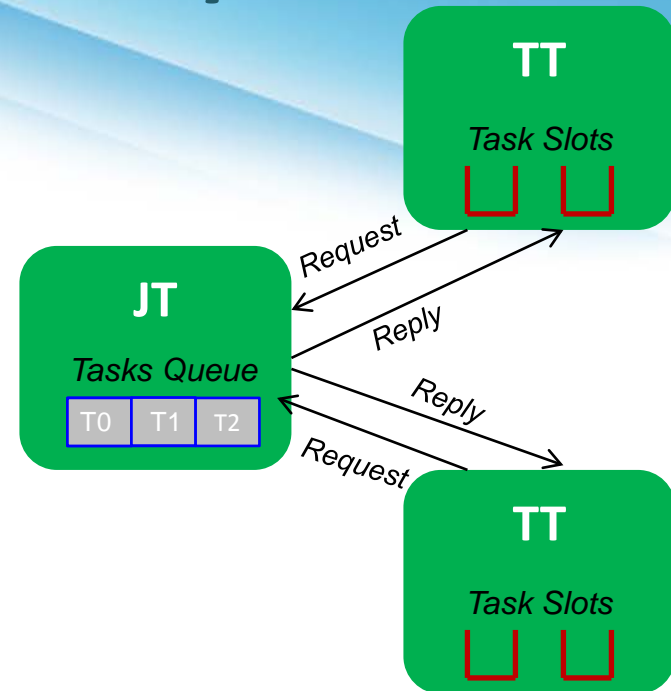 TT
Task Slots
Request
Reply
JT
Tasks Queue
T0 T1 T2
Reply
Request
TT
Task Slots